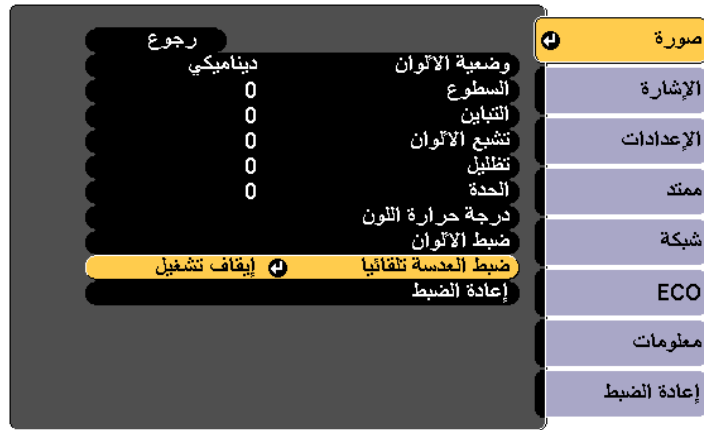 صورة
الإشارة
الإعدادات
ممتد
شبكة
ECO
معلومات
إعادة الضبط
رجوع
وضعية الألوان ديناميكي
السطوع 0
التباين 0
تشبع الألوان 0
تظليل 0
الحدة 0
درجة حرارة اللون
ضبط الألوان
ضبط العدسة تلقائيا إيقاف تشغيل
إعادة الضبط